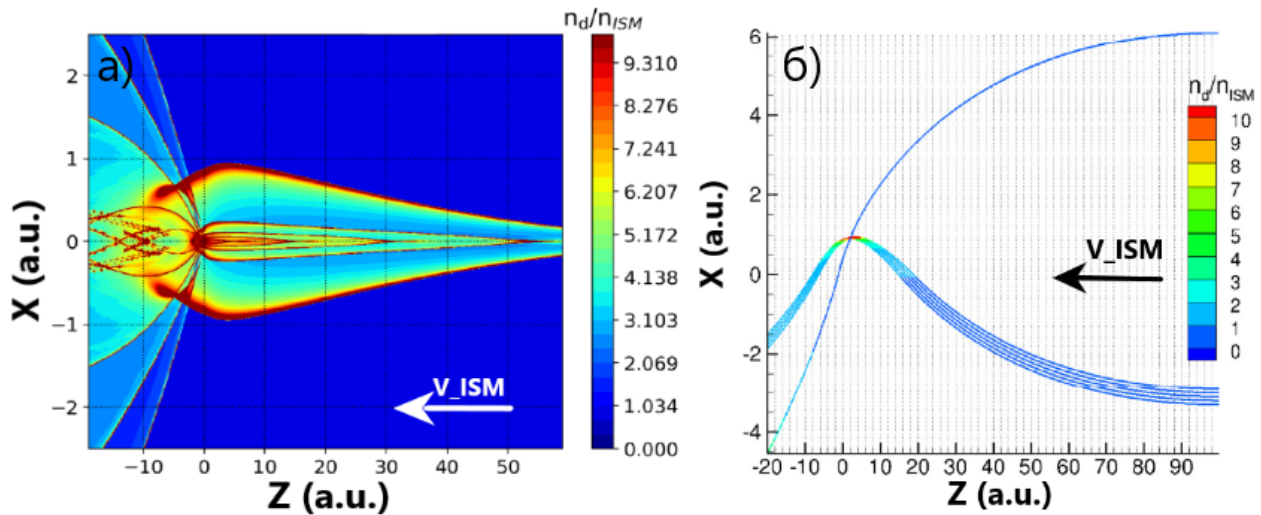 n_d/n_ISM
а)
2
1
0
−1
−2
X (a.u.)
−10 0 10 20 30 40 50
Z (a.u.)
V_ISM
9.310
8.276
7.241
6.207
5.172
4.138
3.103
2.069
1.034
0.000
б)
6
4
2
0
-2
-4
X (a.u.)
-20 -10 0 10 20 30 40 50 60 70 80 90
Z (a.u.)
V_ISM
n_d/n_ISM
10
9
8
7
6
5
4
3
2
1
0